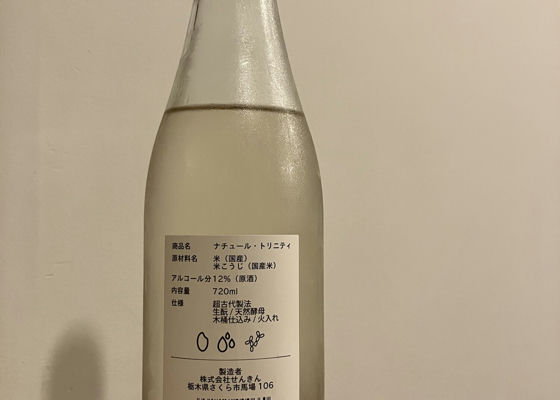 商品名 ナチュール・トリニティ
原材料名 米（国産）
米こうじ（国産米）
アルコール分12%（原酒）
内容量 720ml
仕様 超古代製法
生酛 / 天然酵母
木桶仕込み / 火入れ
製造者
株式会社せんきん
栃木県さくら市馬場 106